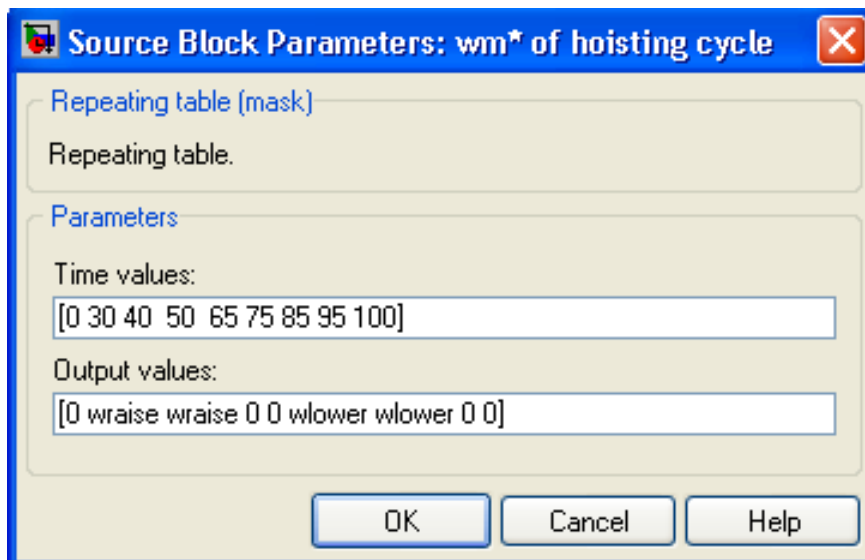 Source Block Parameters: wm* of hoisting cycle
Repeating table (mask)
Repeating table.
Parameters
Time values:
[0 30 40  50  65 75 85 95 100]
Output values:
[0 wraise wraise 0 0 wlower wlower 0 0]
OK Cancel Help